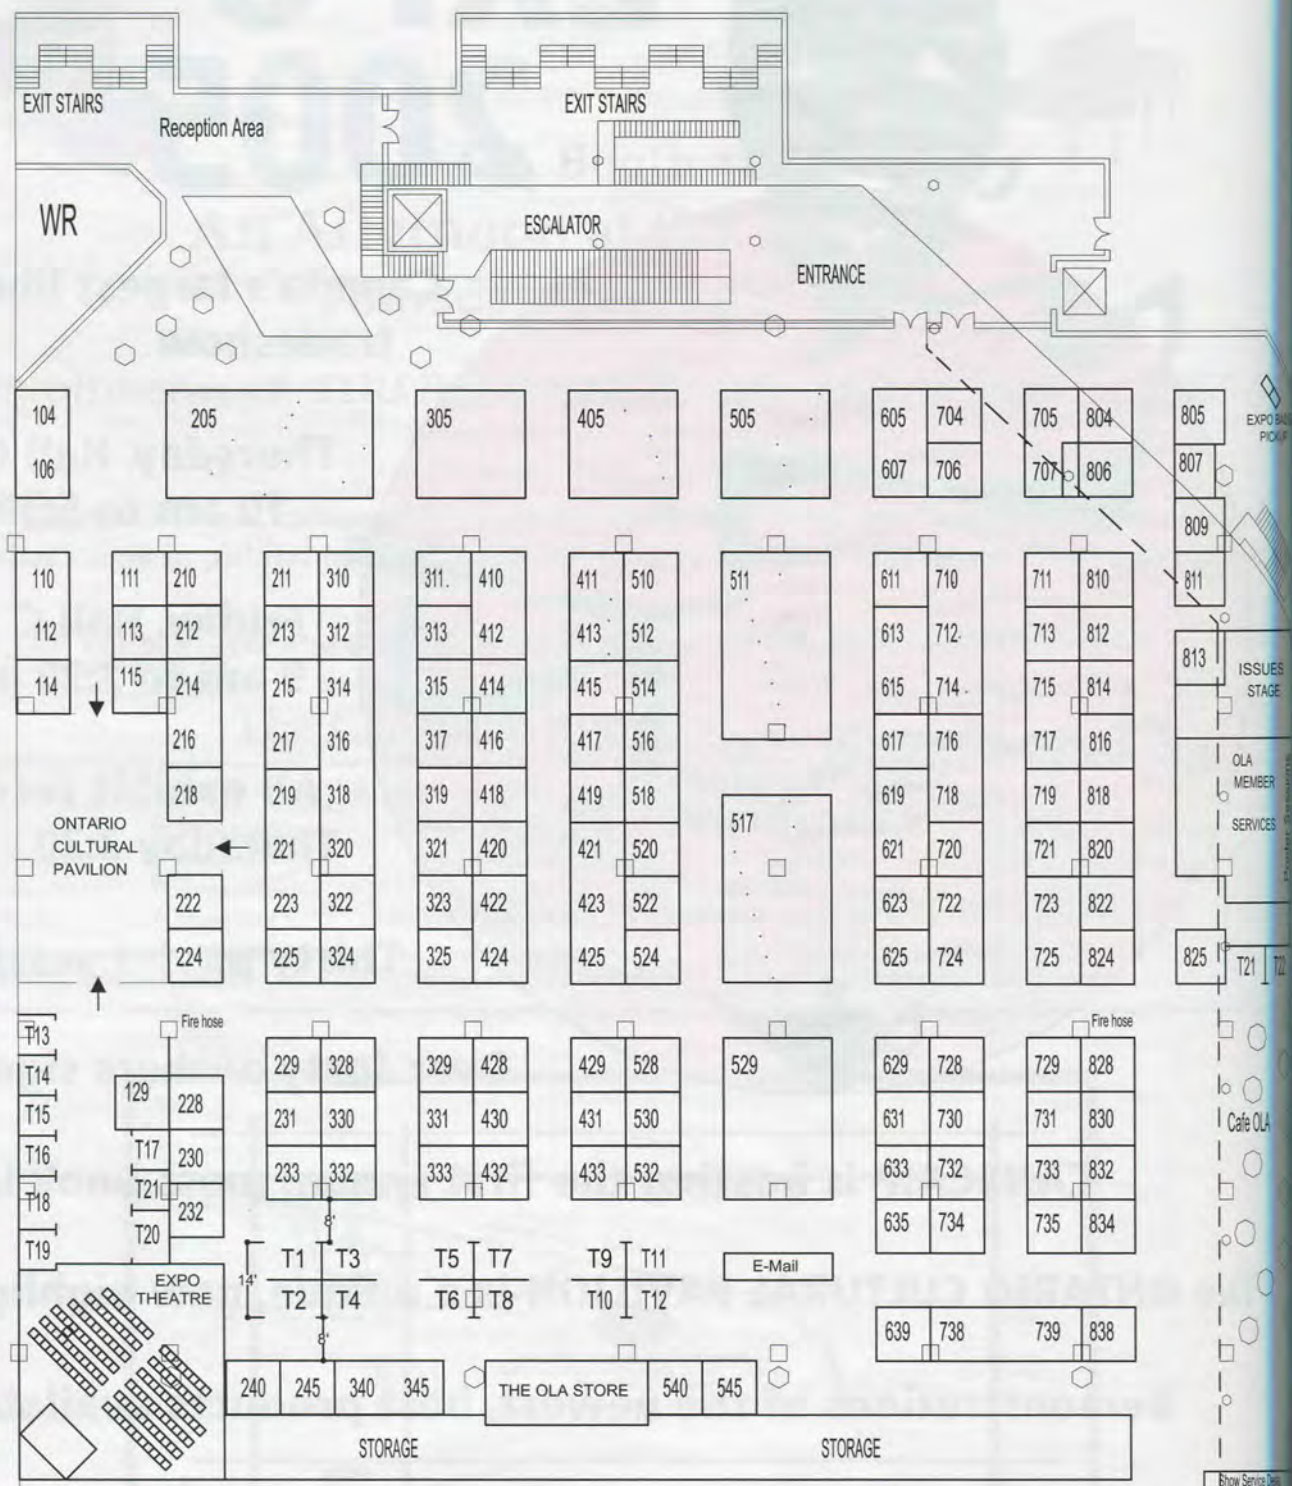 EXIT STAIRS
EXIT STAIRS
Reception Area
WR
ESCALATOR
ENTRANCE
EXPO
PICKUP
104 205 305 405 505 605 704 705 804 805
106 607 706 707 806 807
809
110 111 210 211 310 311. 410 411 510 511 611 710 711 810 811
112 113 212 213 312 313 412 413 512 613 712 713 812
114 115 214 215 314 315 414 415 514 615 714 715 814 813
ISSUES
STAGE
216 217 316 317 416 417 516 617 716 717 816
218 219 318 319 418 419 518 517 619 718 719 818
OLA
MEMBER
SERVICES
ONTARIO
CULTURAL
PAVILION
221 320 321 420 421 520 621 720 721 820
222 223 322 323 422 423 522 623 722 723 822
224 225 324 325 424 425 524 625 724 725 824 825 T21 T22
Fire hose
Fire hose
T13
T14
T15
T16
T18
T19
129 228
T17 230
T21
T20 232
229 328 329 428 429 528 529 629 728 729 828
231 330 331 430 431 530 631 730 731 830
233 332 333 432 433 532 633 732 733 832
635 734 735 834
Cafe OLA
8'
14'
T1 T3 T5 T7 T9 T11
T2 T4 T6 T8 T10 T12
8'
E-Mail
EXPO
THEATRE
639 738 739 838
240 245 340 345 THE OLA STORE 540 545
STORAGE
STORAGE
Show Service Desk